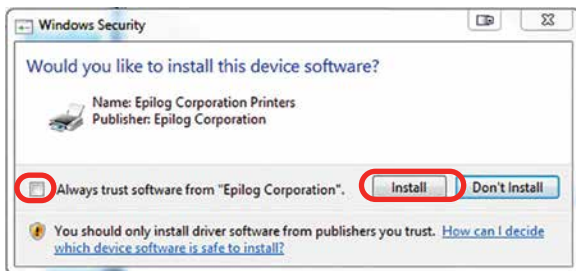 Windows Security
Would you like to install this device software?
Name: Epilog Corporation Printers
Publisher: Epilog Corporation
Always trust software from "Epilog Corporation".
Install
Don't Install
You should only install driver software from publishers you trust. How can I decide
which device software is safe to install?